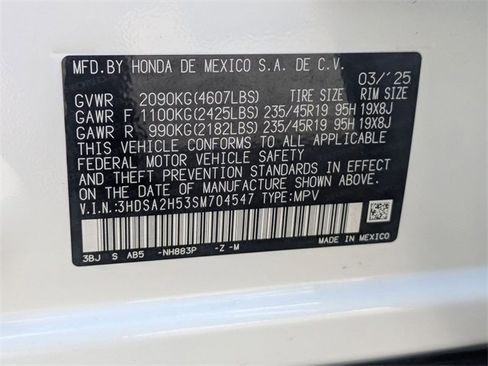 MFD.BY HONDA DE MEXICO S.A. DE C.V.
03/'25
GVWR 2090KG(4607LBS) TIRE SIZE RIM SIZE
GAWR F 1100KG(2425LBS) 235/45R19 95H 19X8J
GAWR R 990KG(2182LBS) 235/45R19 95H 19X8J
THIS VEHICLE CONFORMS TO ALL APPLICABLE
FEDERAL MOTOR VEHICLE SAFETY
AND THEFT PREVENTION STANDARDS IN EFFECT
ON THE DATE OF MANUFACTURE SHOWN ABOVE.
V.I.N.:3HDSA2H53SM704547 TYPE:MPV
3BJ S AB5 -NH883P -Z -M MADE IN MEXICO